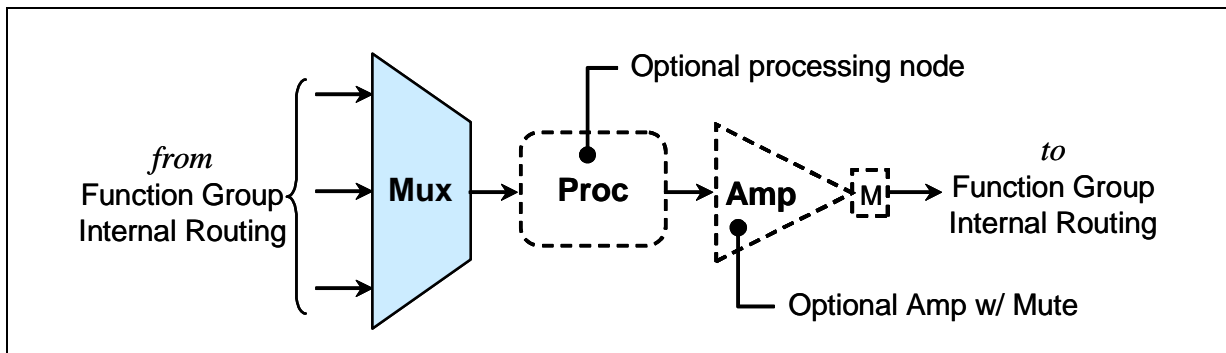 Optional processing node
from
Function Group
Internal Routing
Mux
Proc
Amp
M
to
Function Group
Internal Routing
Optional Amp w/ Mute